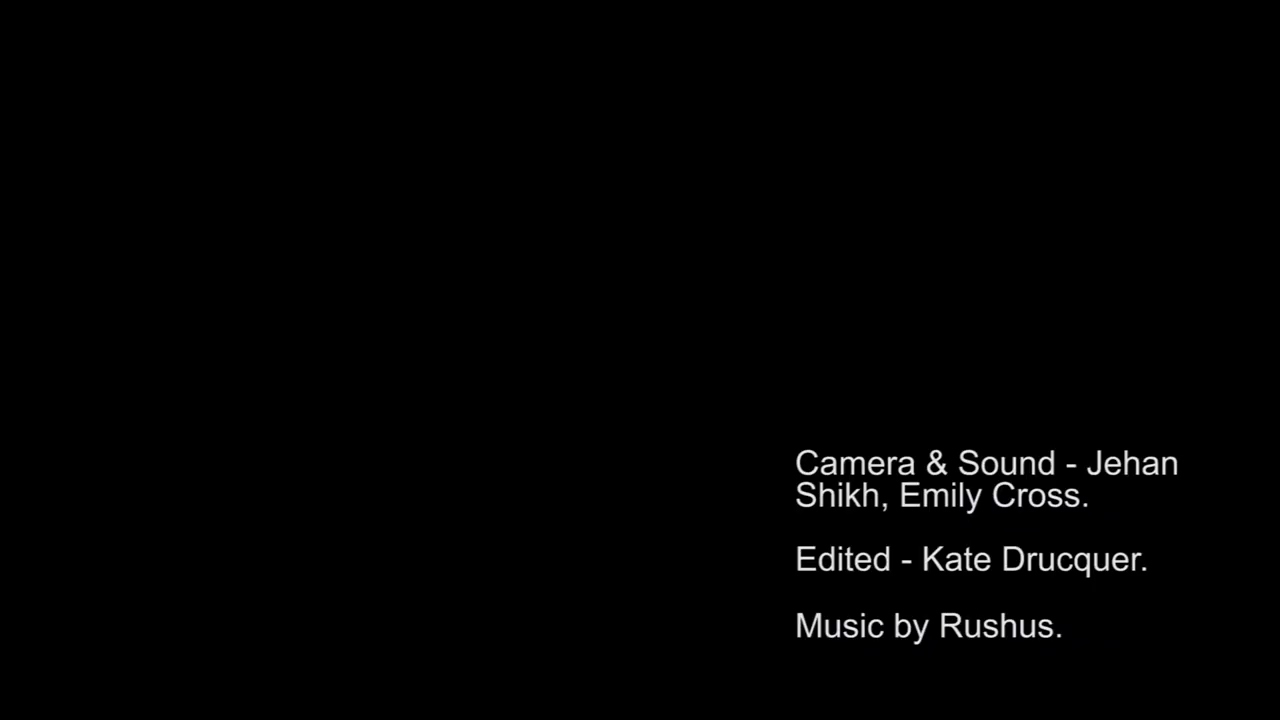 Camera & Sound - Jehan
Shikh, Emily Cross.
Edited - Kate Drucquer.
Music by Rushus.